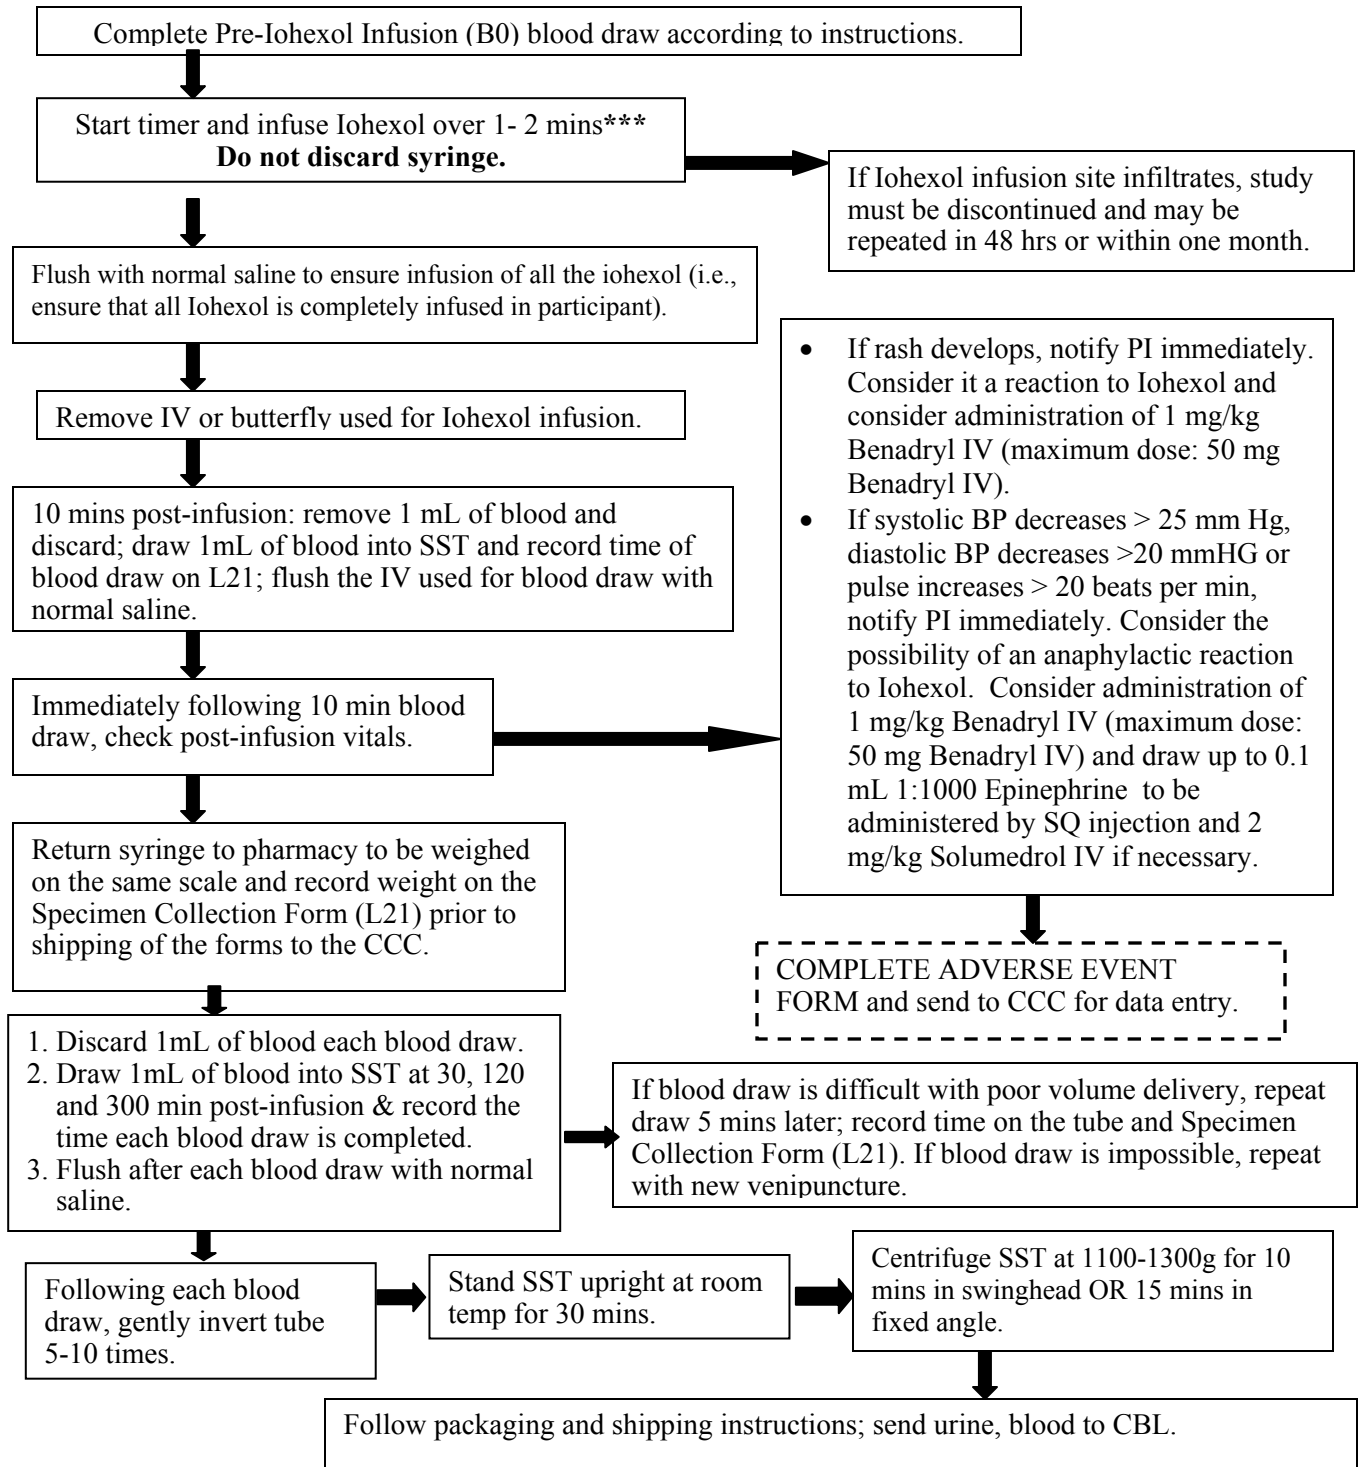 Complete Pre-Iohexol Infusion (B0) blood draw according to instructions.
Start timer and infuse Iohexol over 1- 2 mins***
Do not discard syringe.
If Iohexol infusion site infiltrates, study
must be discontinued and may be
repeated in 48 hrs or within one month.
Flush with normal saline to ensure infusion of all the iohexol (i.e.,
ensure that all Iohexol is completely infused in participant).
Remove IV or butterfly used for Iohexol infusion.
10 mins post-infusion: remove 1 mL of blood and
discard; draw 1mL of blood into SST and record time of
blood draw on L21; flush the IV used for blood draw with
normal saline.
Immediately following 10 min blood
draw, check post-infusion vitals.
• If rash develops, notify PI immediately.
Consider it a reaction to Iohexol and
consider administration of 1 mg/kg
Benadryl IV (maximum dose: 50 mg
Benadryl IV).
• If systolic BP decreases > 25 mm Hg,
diastolic BP decreases >20 mmHG or
pulse increases > 20 beats per min,
notify PI immediately. Consider the
possibility of an anaphylactic reaction
to Iohexol.  Consider administration of
1 mg/kg Benadryl IV (maximum dose:
50 mg Benadryl IV) and draw up to 0.1
mL 1:1000 Epinephrine  to be
administered by SQ injection and 2
mg/kg Solumedrol IV if necessary.
Return syringe to pharmacy to be weighed
on the same scale and record weight on the
Specimen Collection Form (L21) prior to
shipping of the forms to the CCC.
COMPLETE ADVERSE EVENT
FORM and send to CCC for data entry.
1. Discard 1mL of blood each blood draw.
2. Draw 1mL of blood into SST at 30, 120
and 300 min post-infusion & record the
time each blood draw is completed.
3. Flush after each blood draw with normal
saline.
If blood draw is difficult with poor volume delivery, repeat
draw 5 mins later; record time on the tube and Specimen
Collection Form (L21). If blood draw is impossible, repeat
with new venipuncture.
Following each blood
draw, gently invert tube
5-10 times.
Stand SST upright at room
temp for 30 mins.
Centrifuge SST at 1100-1300g for 10
mins in swinghead OR 15 mins in
fixed angle.
Follow packaging and shipping instructions; send urine, blood to CBL.